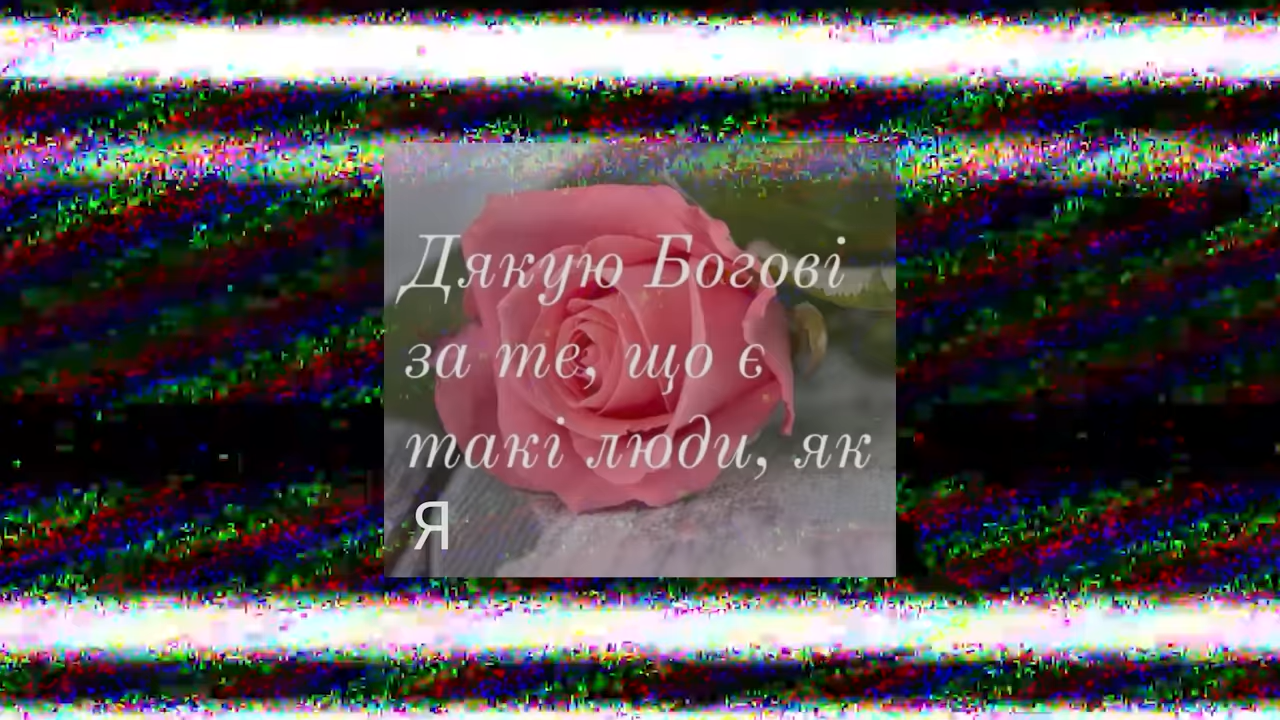 Дякую Богові
за те, що є
такі люди, як
Я